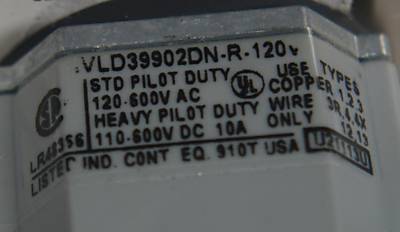 VLD39902DN-R-120v
STD PILOT DUTY
120-600V AC
HEAVY PILOT DUTY
110-600V DC 10A
UL
USE
COPPER
WIRE
ONLY
TYPES
1,2,3
3R,4,4X
12,13
LR48356
LISTED IND. CONT EQ. 910T USA